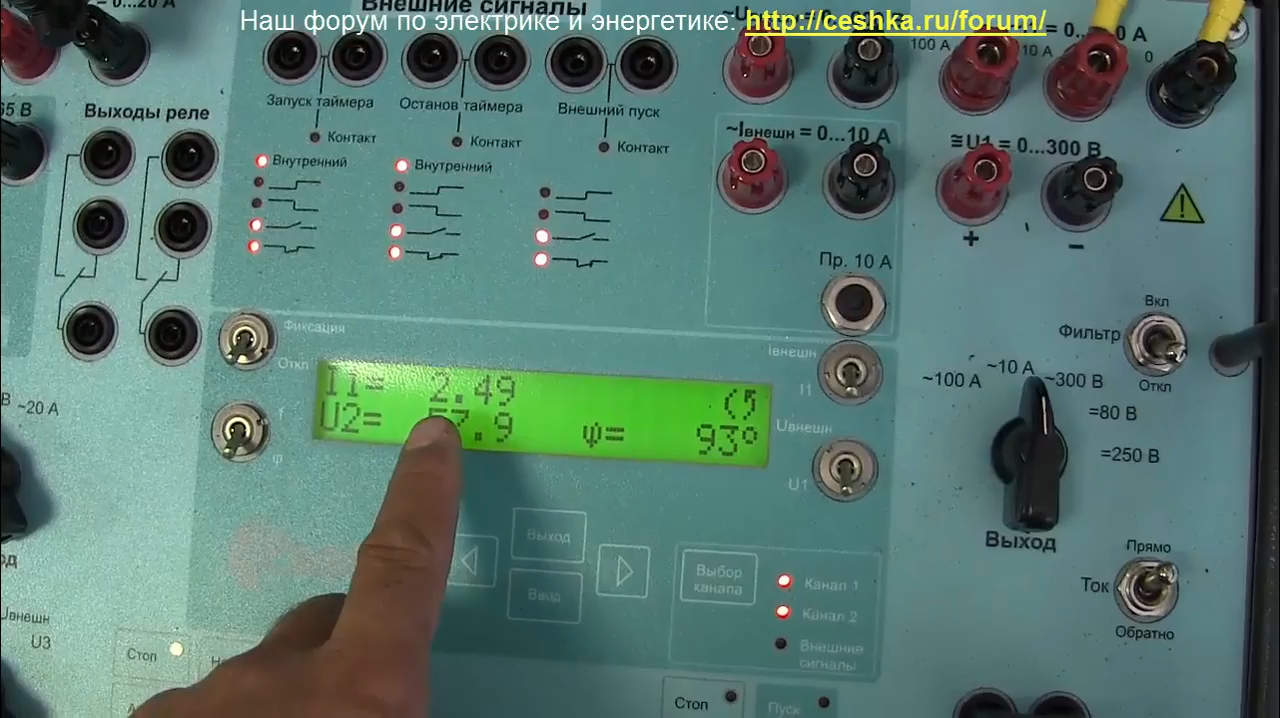 Наш форум по электрике и энергетике: http://ceshka.ru/forum/
Внешние сигналы
Запуск таймера
Останов таймера
Внешний пуск
Контакт
Контакт
Контакт
Внутренний
Внутренний
Выходы реле
65 В
В ~20 А
100 А
10 А
0
~Iвнешн = 0...10 А
≅U1 = 0...300 В
+
−
Пр. 10 А
Фиксация
Откл
f
φ
I1= 2.49
U2= 57.9 ψ= 93°
Iвнешн
I1
Uвнешн
U1
Вкл
Фильтр
Откл
~100 А
~10 А
~300 В
=80 В
=250 В
Выход
Прямо
Ток
Обратно
Выход
Ввод
Выбор
канала
Канал 1
Канал 2
Внешние
сигналы
Uвнешн
U3
Стоп
Стоп
Пуск